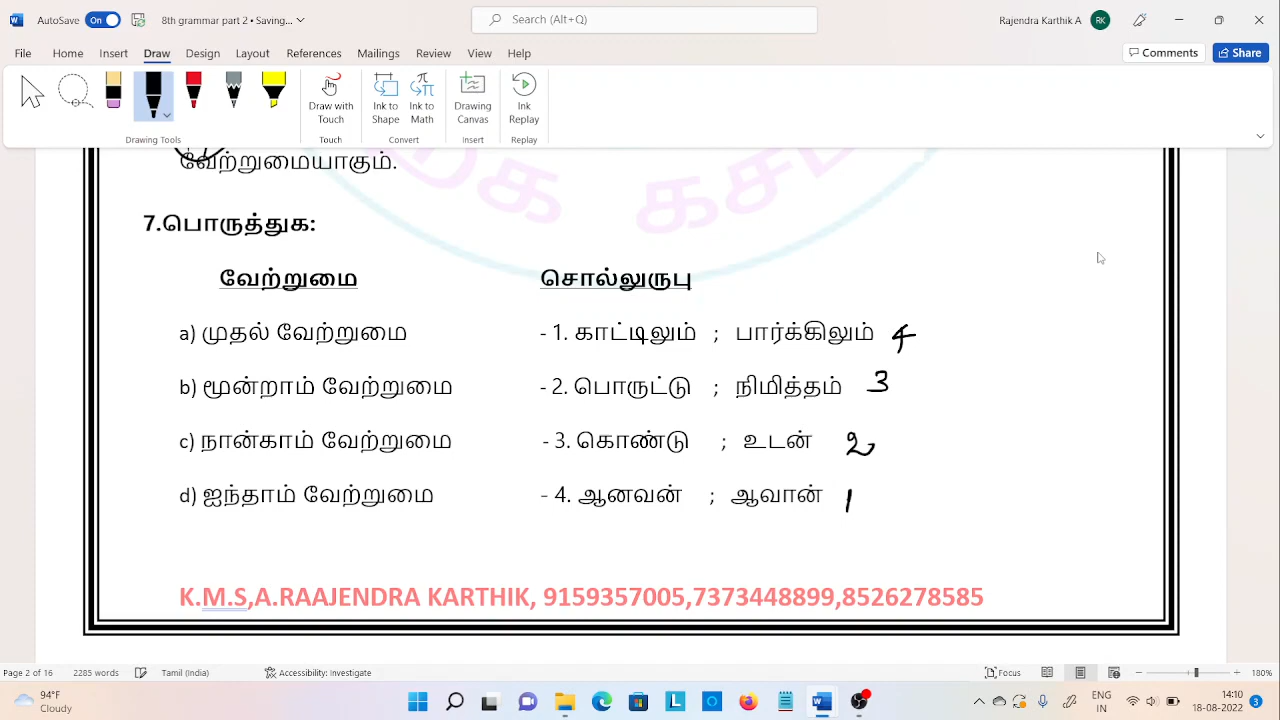 AutoSave On part 8-2 • Saving... Search (Alt+Q) Rajendra Karthik A RK
File Home Insert Draw Design Layout References Mailings Review View Help Comments Share
Draw with Touch Ink to Shape Ink to Math Drawing Canvas Ink Replay
Drawing Tools Touch Convert Insert Replay
வேற்றுமையாகும்.
7.பொருத்துக:
வேற்றுமை சொல்லுருபு
a) முதல் வேற்றுமை - 1. காட்டிலும் ; பார்க்கிலும் 4
b) மூன்றாம் வேற்றுமை - 2. பொருட்டு ; நிமித்தம் 3
c) நான்காம் வேற்றுமை - 3. கொண்டு ; உடன் 2
d) ஐந்தாம் வேற்றுமை - 4. ஆனவன் ; ஆவான் 1
K.M.S,A.RAAJENDRA KARTHIK, 9159357005,7373448899,8526278585
Page 2 of 16 2285 words Tamil (India) Accessibility: Investigate Focus 180%
94°F Cloudy ENG IN 14:10 18-08-2022 3